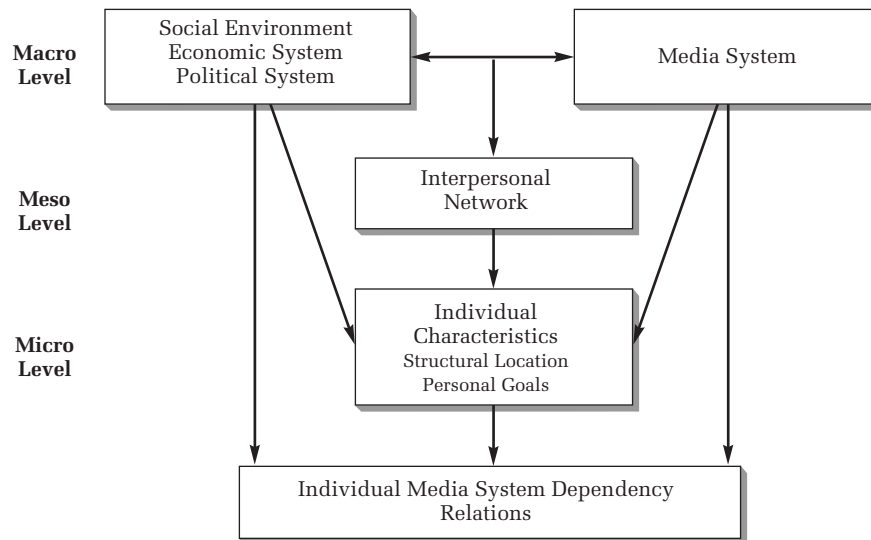 Macro
Level
Social Environment
Economic System
Political System
Media System
Meso
Level
Interpersonal
Network
Micro
Level
Individual
Characteristics
Structural Location
Personal Goals
Individual Media System Dependency
Relations